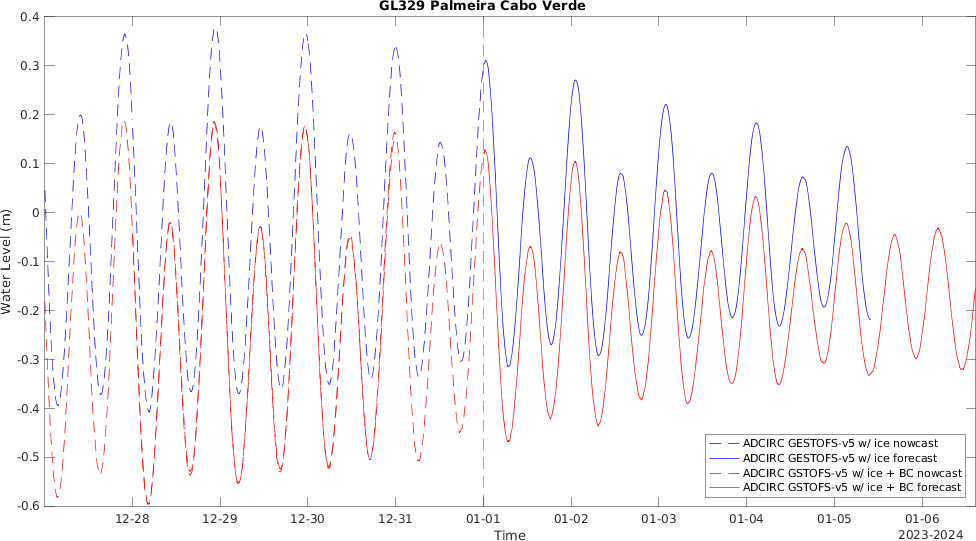 GL329 Palmeira Cabo Verde
0.4
0.3
0.2
0.1
0
-0.1
-0.2
-0.3
-0.4
-0.5
-0.6
Water Level (m)
12-28 12-29 12-30 12-31 01-01 01-02 01-03 01-04 01-05 01-06
Time
2023-2024
ADCIRC GESTOFS-v5 w/ ice nowcast
ADCIRC GESTOFS-v5 w/ ice forecast
ADCIRC GSTOFS-v5 w/ ice + BC nowcast
ADCIRC GSTOFS-v5 w/ ice + BC forecast